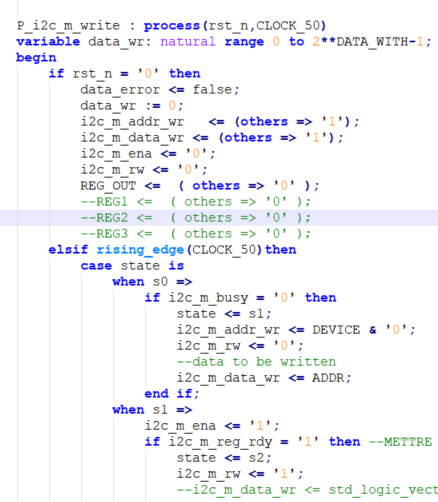 P_i2c_m_write : process(rst_n,CLOCK_50)
variable data_wr: natural range 0 to 2**DATA_WITH-1;
begin
    if rst_n = '0' then
        data_error <= false;
        data_wr := 0;
        i2c_m_addr_wr   <= (others => '1');
        i2c_m_data_wr <= (others => '1');
        i2c_m_ena <= '0';
        i2c_m_rw <= '0';
        REG_OUT <=  ( others => '0' );
        --REG1 <=  ( others => '0' );
        --REG2 <=  ( others => '0' );
        --REG3 <=  ( others => '0' );
    elsif rising_edge(CLOCK_50)then
        case state is
            when s0 =>
                if i2c_m_busy = '0' then
                    state <= s1;
                    i2c_m_addr_wr <= DEVICE & '0';
                    i2c_m_rw <= '0';
                    --data to be written
                    i2c_m_data_wr <= ADDR;
                end if;
            when s1 =>
                i2c_m_ena <= '1';
                if i2c_m_reg_rdy = '1' then --METTRE
                    state <= s2;
                    i2c_m_rw <= '1';
                    --i2c_m_data_wr <= std_logic_vect